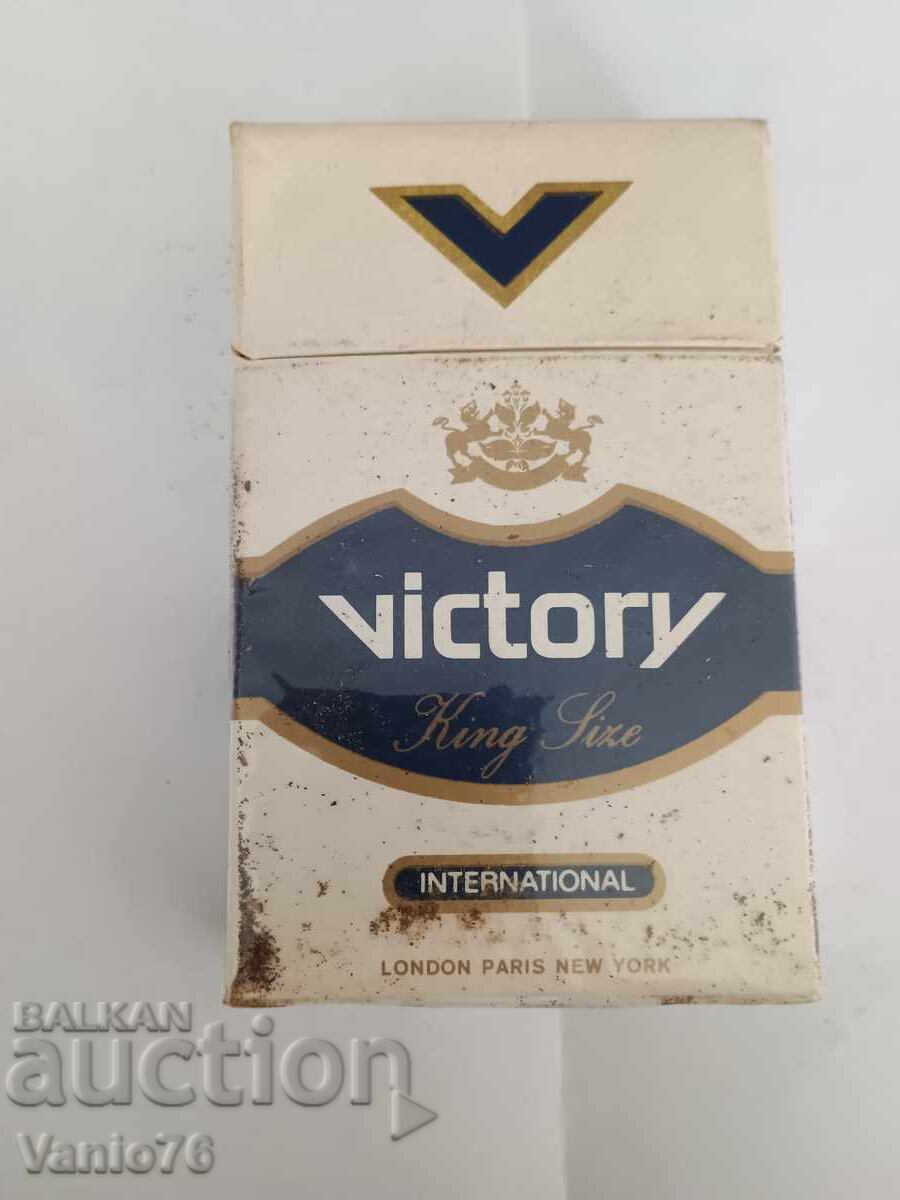 victory
King Size
INTERNATIONAL
LONDON PARIS NEW YORK
BALKAN
auction
Vanio76